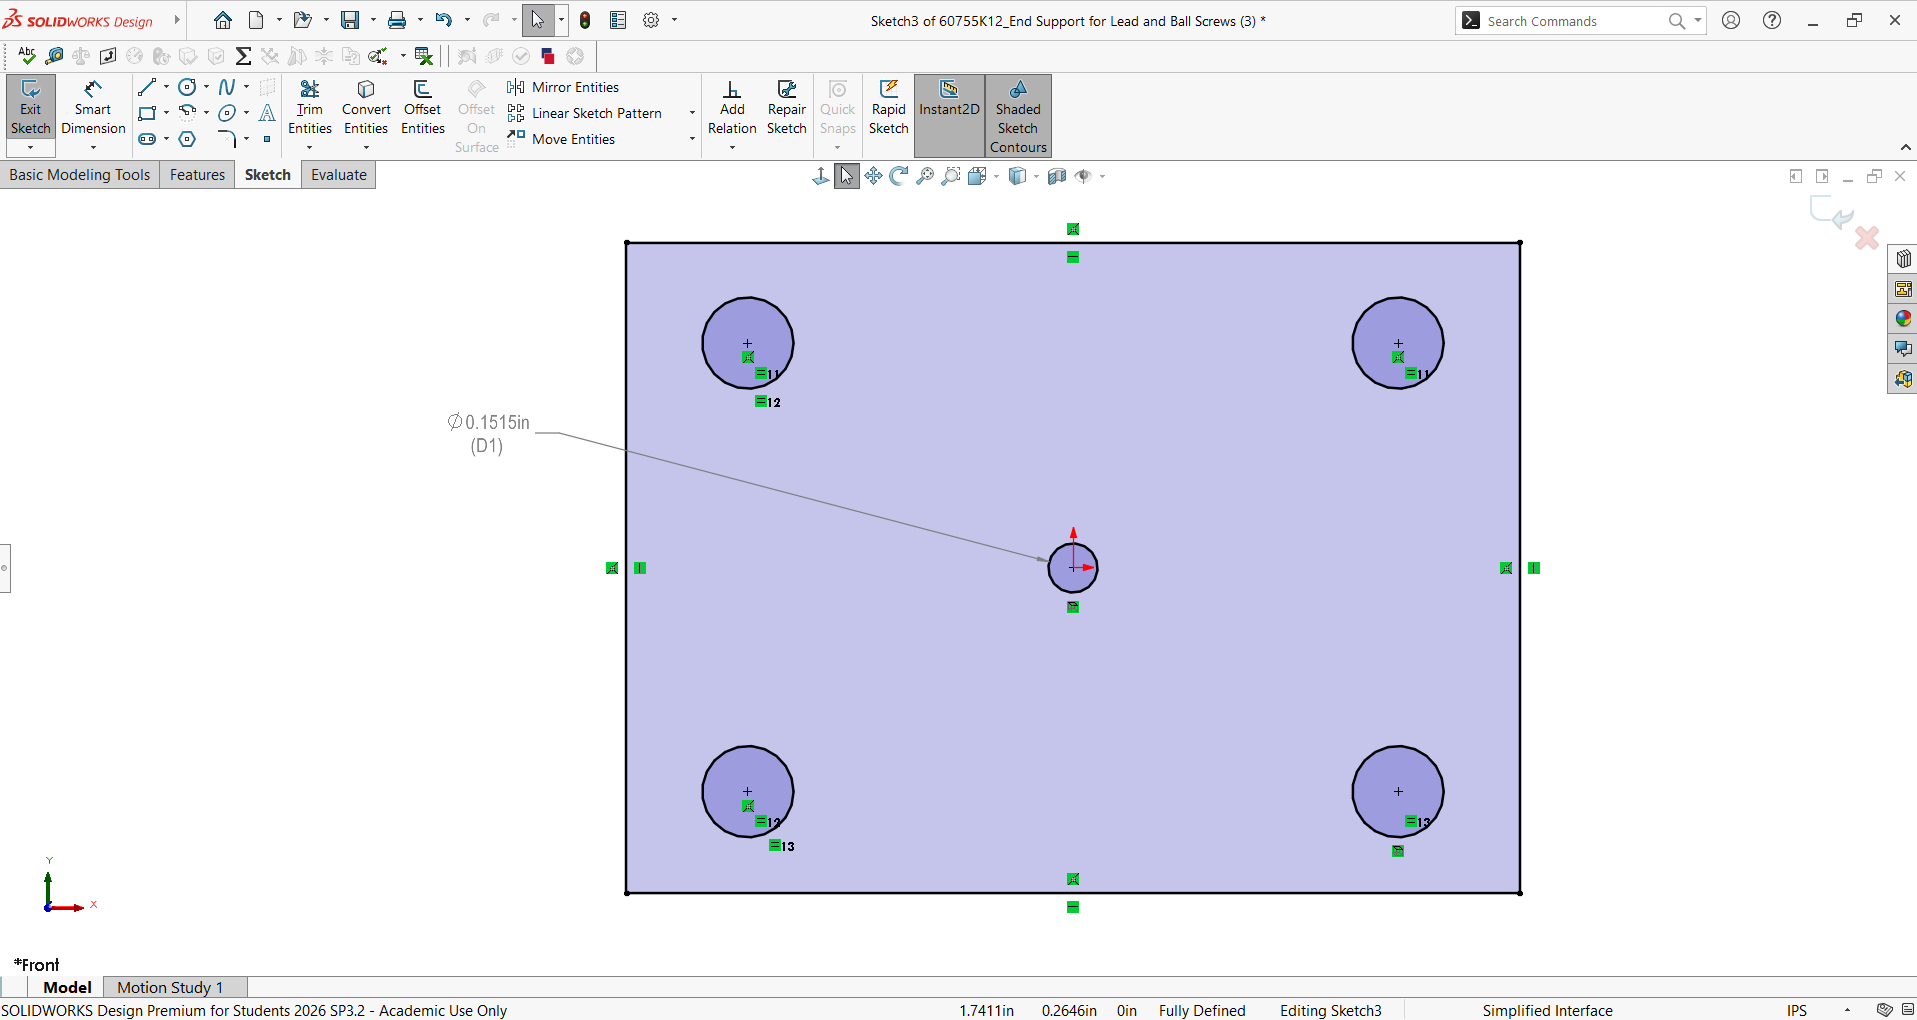 SOLIDWORKS Design
Sketch3 of 60755K12_End Support for Lead and Ball Screws (3) *
Search Commands
Abc
Exit Sketch
Smart Dimension
Trim Entities
Convert Entities
Offset Entities
Offset On Surface
Mirror Entities
Linear Sketch Pattern
Move Entities
Add Relation
Repair Sketch
Quick Snaps
Rapid Sketch
Instant2D
Shaded Sketch Contours
Basic Modeling Tools
Features
Sketch
Evaluate
11
12
11
Ø0.1515in
(D1)
12
13
13
Y
X
*Front
Model
Motion Study 1
SOLIDWORKS Design Premium for Students 2026 SP3.2 - Academic Use Only
1.7411in
0.2646in
0in
Fully Defined
Editing Sketch3
Simplified Interface
IPS